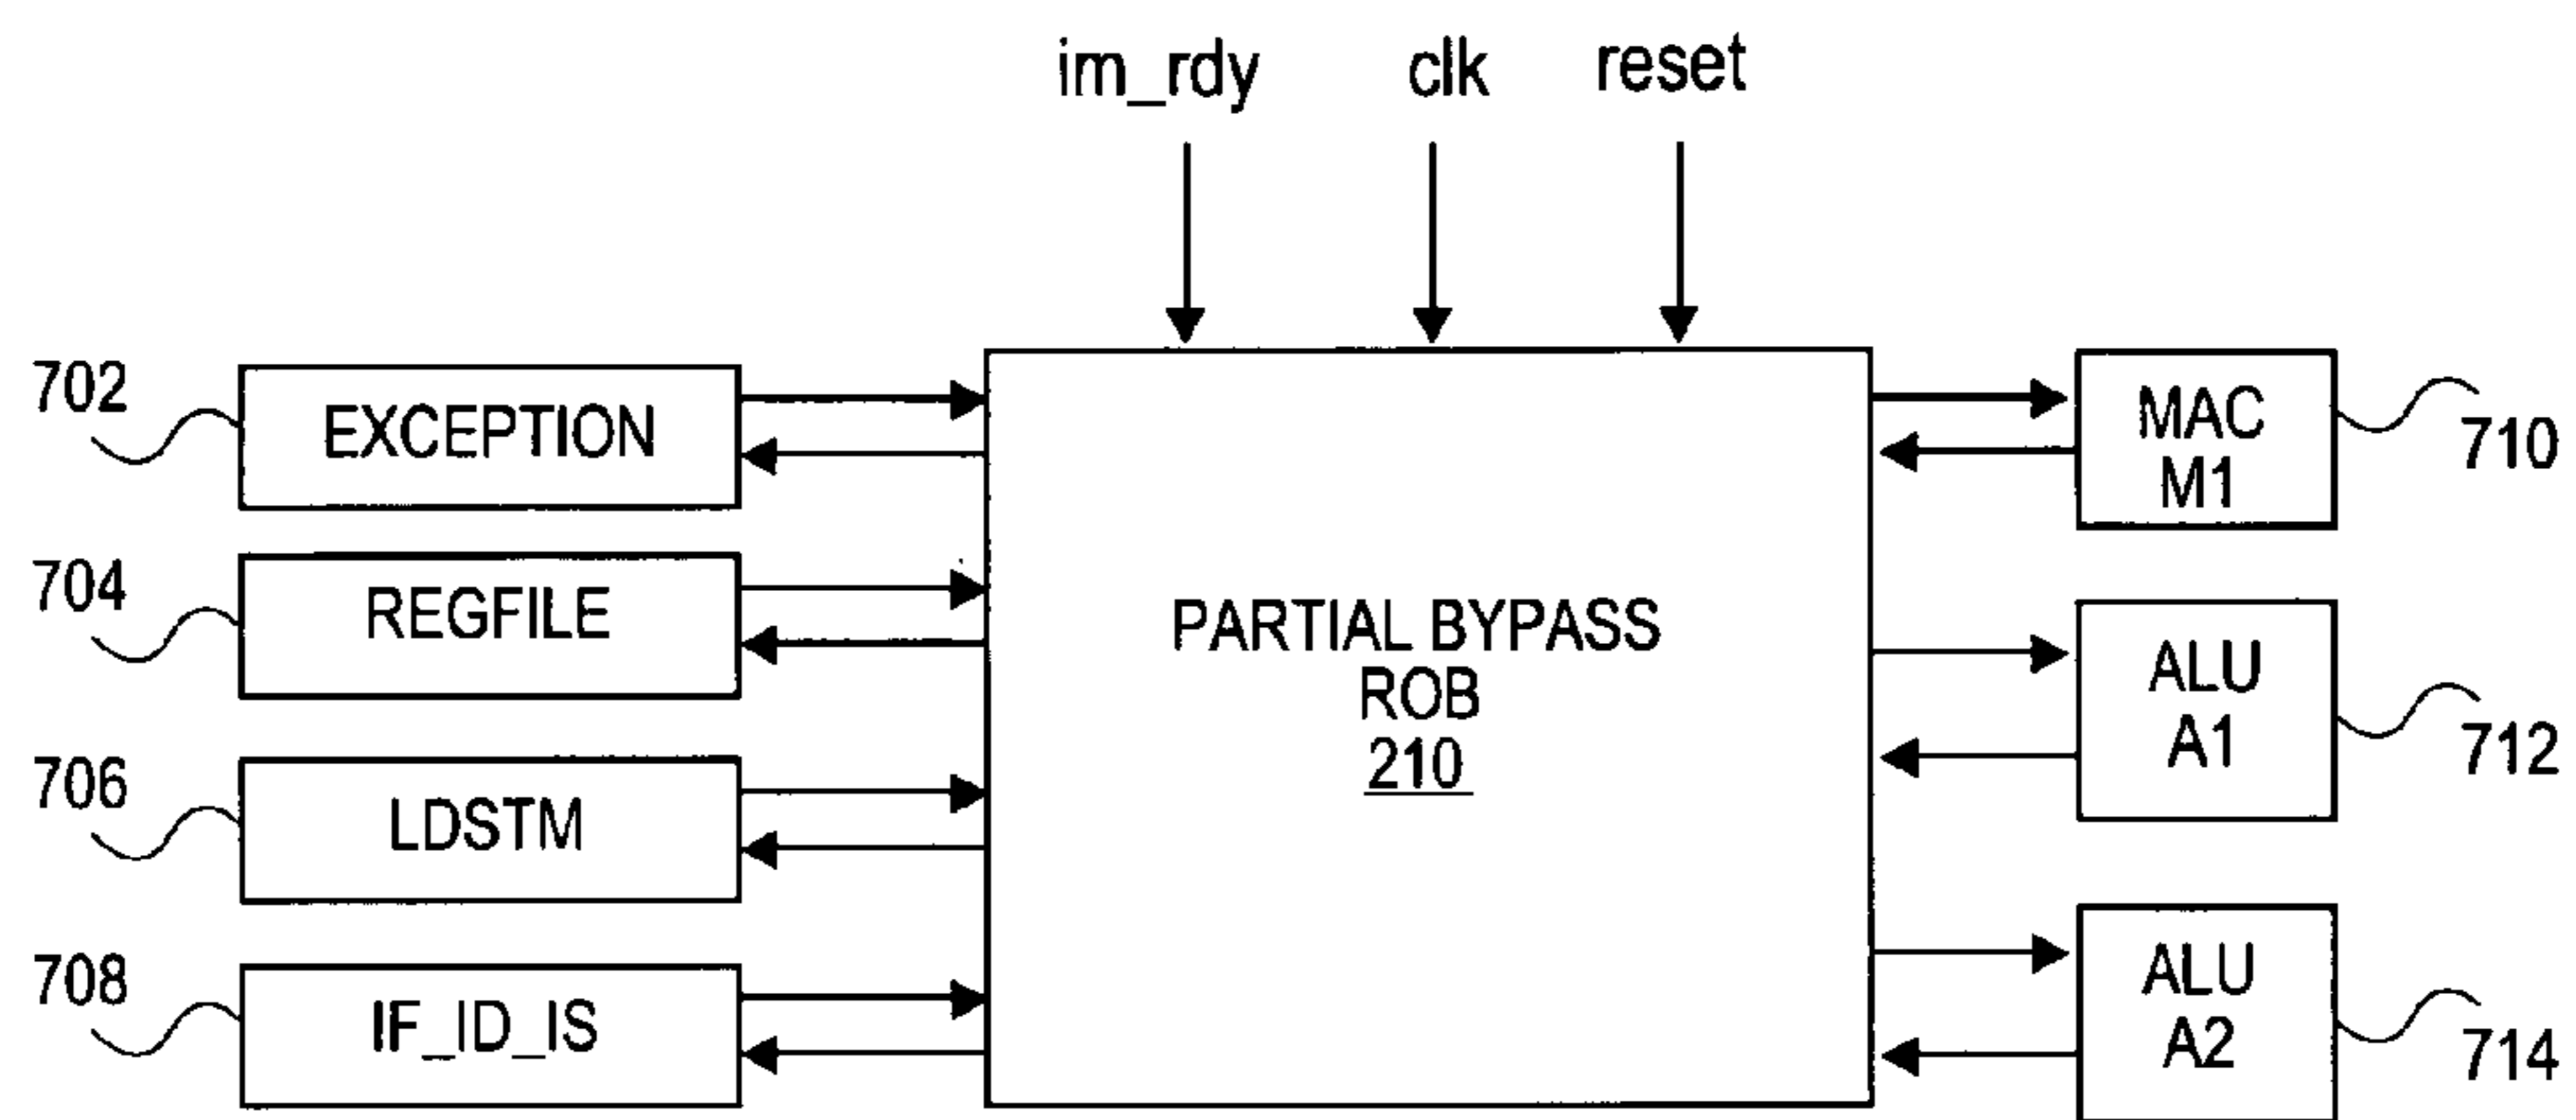 im_rdy clk reset
702
EXCEPTION
704
REGFILE
706
LDSTM
708
IF_ID_IS
PARTIAL BYPASS
ROB
210
MAC
M1
710
ALU
A1
712
ALU
A2
714